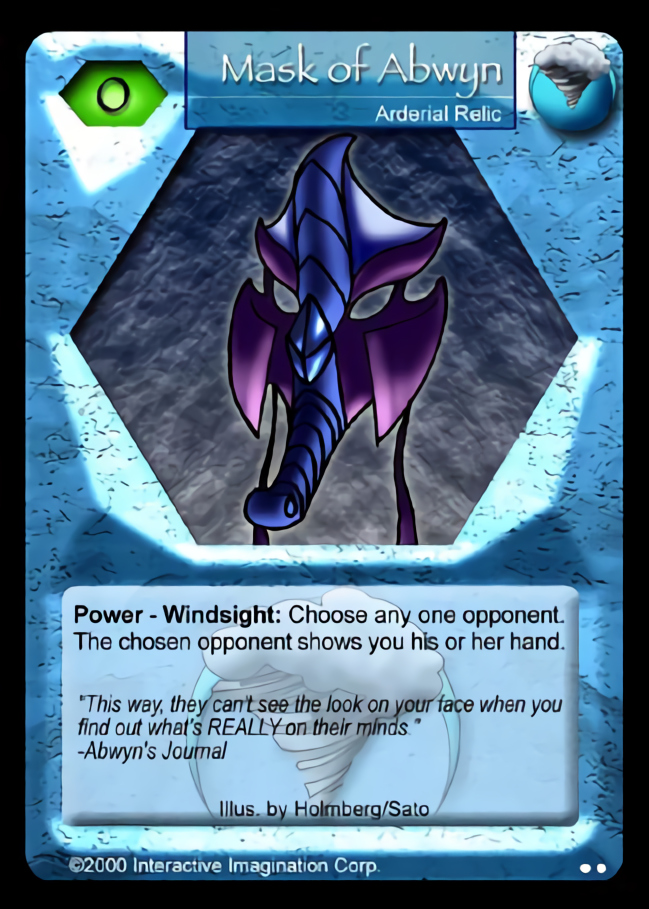 0
Mask of Abwyn
Arderial Relic
Power - Windsight: Choose any one opponent.
The chosen opponent shows you his or her hand.
"This way, they can't see the look on your face when you
find out what's REALLY on their minds."
-Abwyn's Journal
Illus. by Holmberg/Sato
©2000 Interactive Imagination Corp.